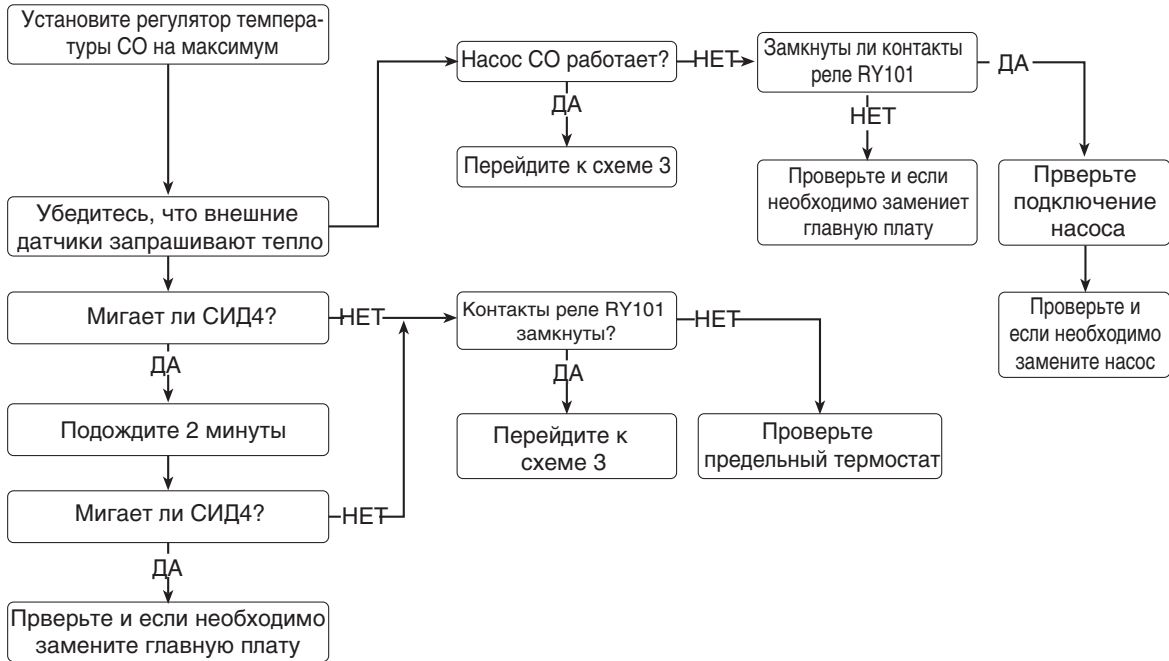 Установите регулятор темпера-
туры СО на максимум
Насос СО работает?
НЕТ
Замкнуты ли контакты
реле RY101
ДА
ДА
НЕТ
Перейдите к схеме 3
Проверьте и если
необходимо замениет
главную плату
Прверьте
подключение
насоса
Убедитесь, что внешние
датчики запрашивают тепло
Мигает ли СИД4?
НЕТ
Контакты реле RY101
замкнуты?
НЕТ
Проверьте и
если необходимо
замените насос
ДА
ДА
Подождите 2 минуты
Перейдите к
схеме 3
Проверьте
предельный термостат
Мигает ли СИД4?
НЕТ
ДА
Прверьте и если необходимо
замените главную плату